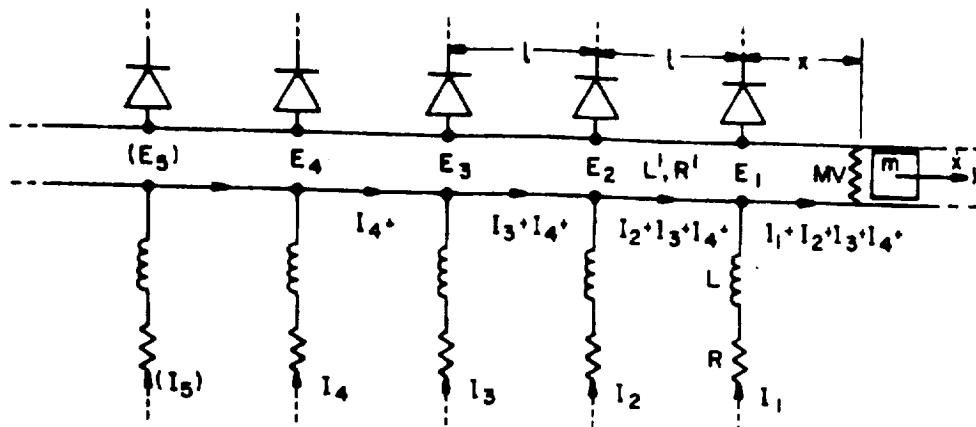 l l x
(E5) E4 E3 E2 L', R' E1 MV m ẋ
I4+ I3+I4+ I2+I3+I4+ I1+I2+I3+I4+
L
R
(I5) I4 I3 I2 I1